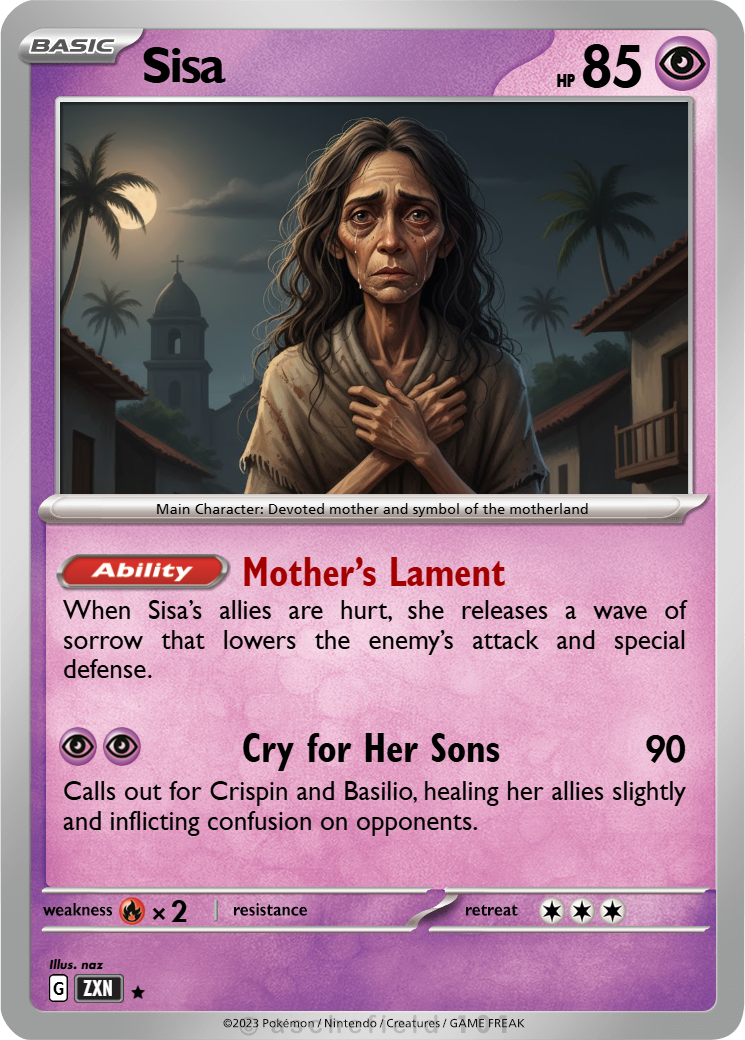 BASIC
Sisa
HP 85
Main Character: Devoted mother and symbol of the motherland
Ability Mother's Lament
When Sisa's allies are hurt, she releases a wave of
sorrow that lowers the enemy's attack and special
defense.
Cry for Her Sons 90
Calls out for Crispin and Basilio, healing her allies slightly
and inflicting confusion on opponents.
weakness × 2 resistance retreat
Illus. naz
G ZXN
©2023 Pokémon / Nintendo / Creatures / GAME FREAK